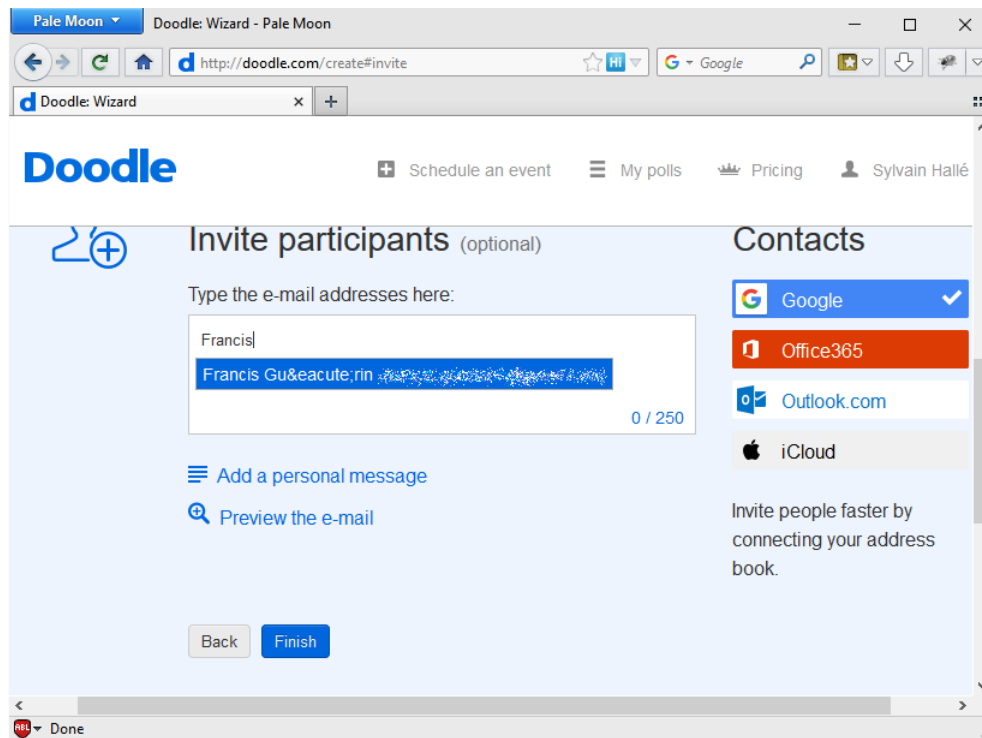 Pale Moon
Doodle: Wizard - Pale Moon
http://doodle.com/create#invite
Hi
G
Google
Doodle: Wizard
Doodle
Schedule an event
My polls
Pricing
Sylvain Hallé
Invite participants (optional)
Type the e-mail addresses here:
Francis
Francis Gu&eacute;rin
0 / 250
Add a personal message
Preview the e-mail
Back
Finish
Contacts
Google
Office365
Outlook.com
iCloud
Invite people faster by
connecting your address
book.
ABL
Done